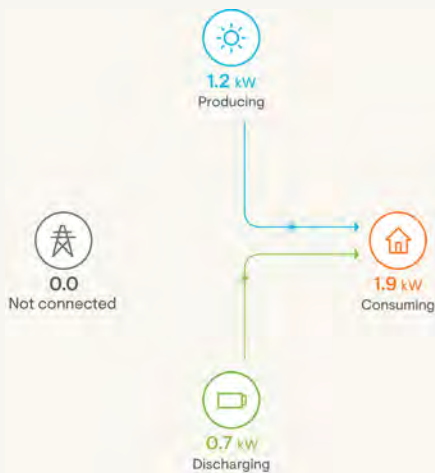 1.2 kW
Producing
0.0
Not connected
1.9 kW
Consuming
0.7 kW
Discharging